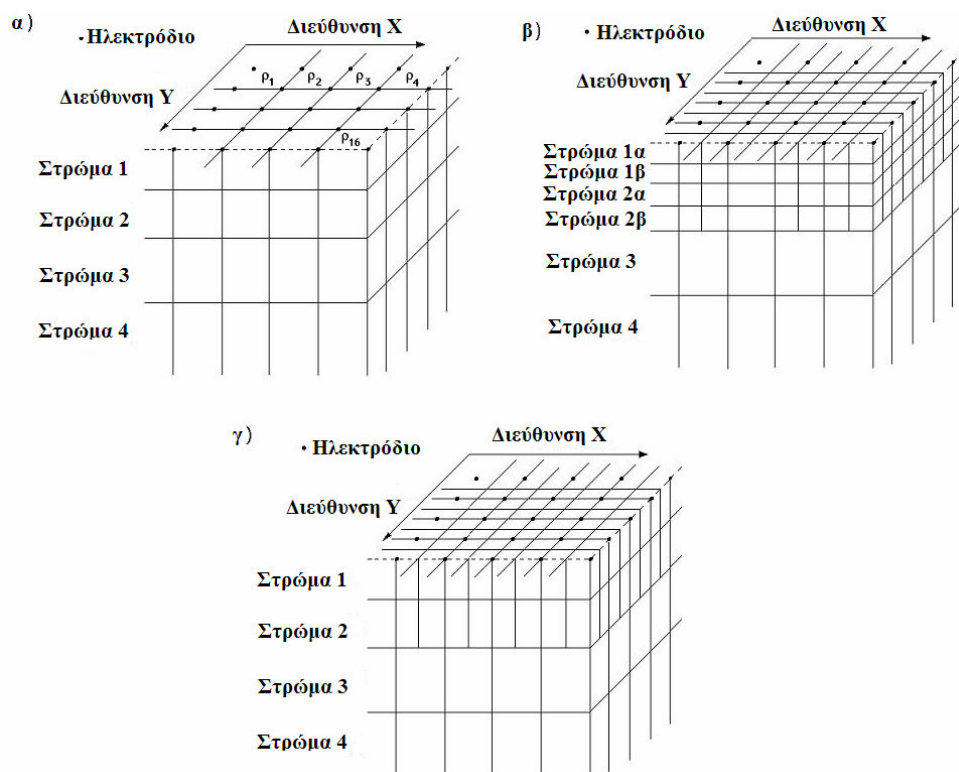 α)
·Ηλεκτρόδιο
Διεύθυνση Χ
Διεύθυνση Υ
ρ1 ρ2 ρ3 ρ4
ρ16
Στρώμα 1
Στρώμα 2
Στρώμα 3
Στρώμα 4
β)
· Ηλεκτρόδιο
Διεύθυνση Χ
Διεύθυνση Υ
Στρώμα 1α
Στρώμα 1β
Στρώμα 2α
Στρώμα 2β
Στρώμα 3
Στρώμα 4
γ)
· Ηλεκτρόδιο
Διεύθυνση Χ
Διεύθυνση Υ
Στρώμα 1
Στρώμα 2
Στρώμα 3
Στρώμα 4